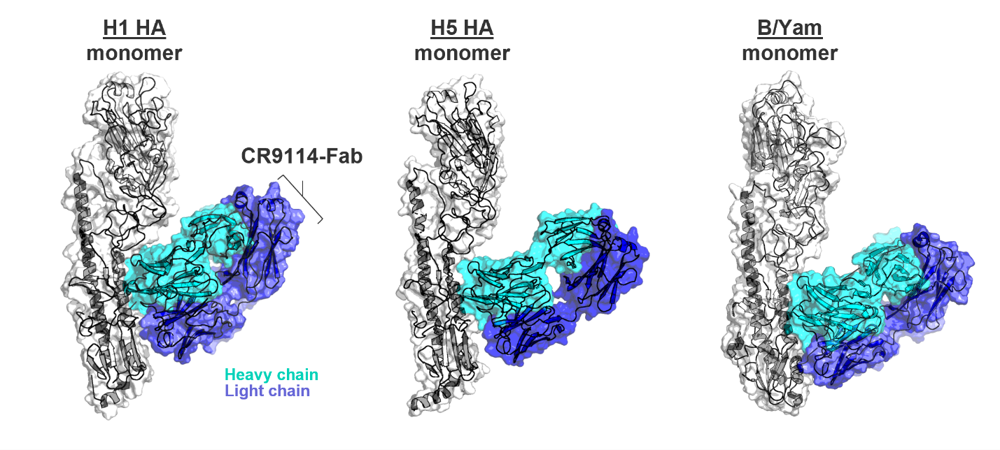 H1 HA
monomer
H5 HA
monomer
B/Yam
monomer
CR9114-Fab
Heavy chain
Light chain